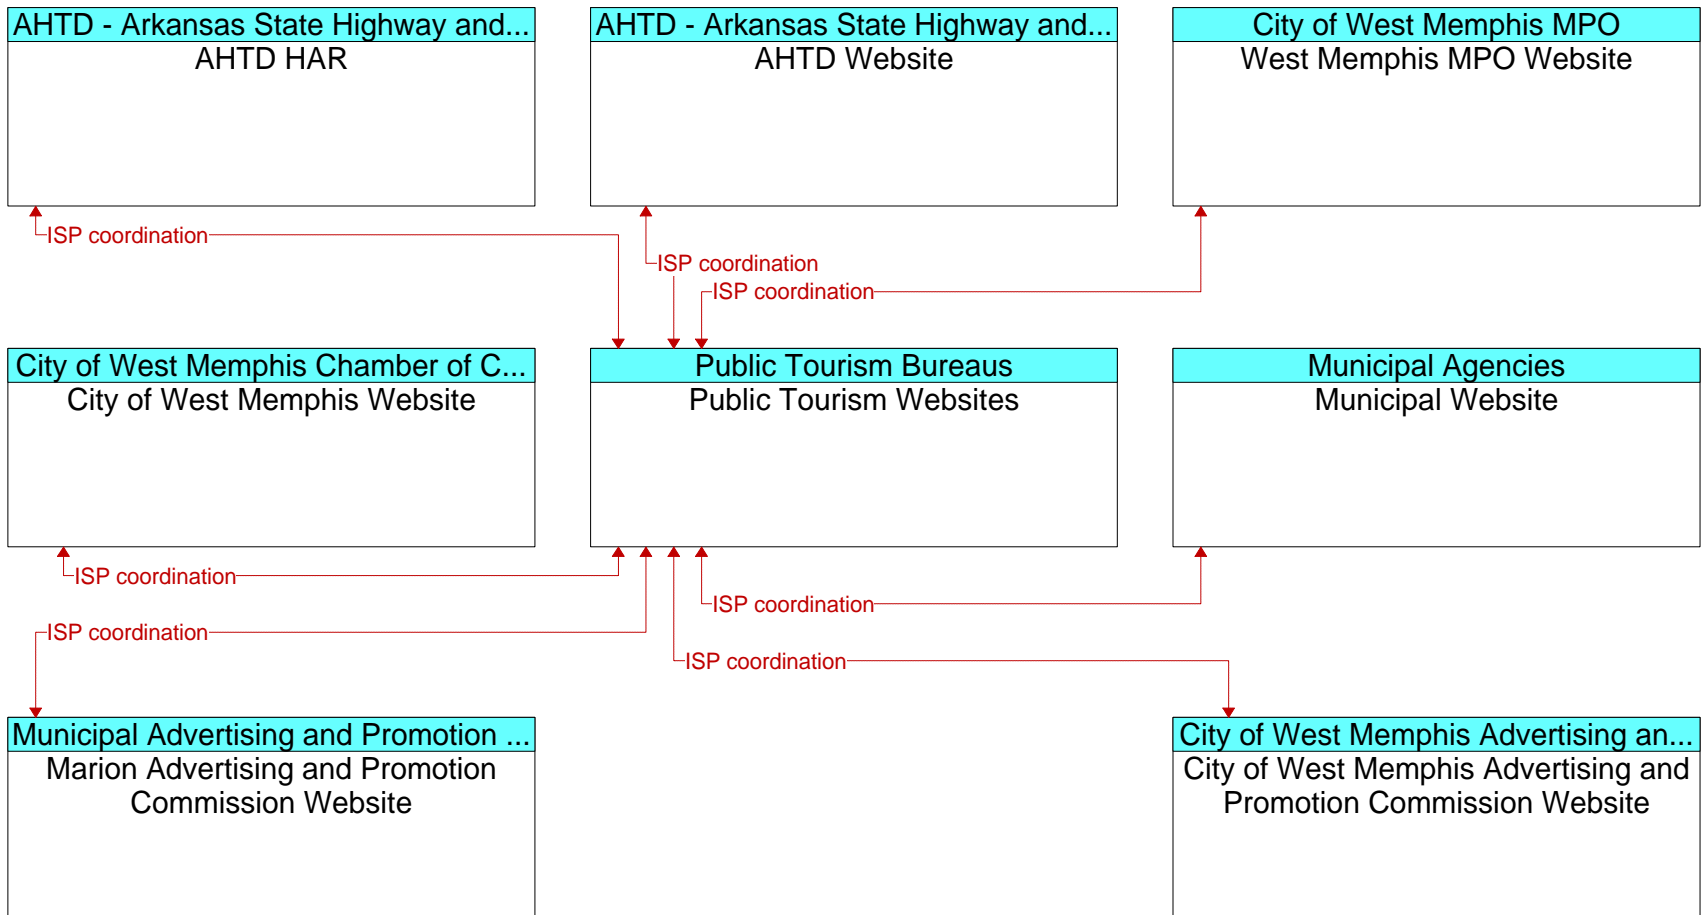 AHTD - Arkansas State Highway and...
AHTD HAR
AHTD - Arkansas State Highway and...
AHTD Website
City of West Memphis MPO
West Memphis MPO Website
ISP coordination
ISP coordination
ISP coordination
City of West Memphis Chamber of C...
City of West Memphis Website
Public Tourism Bureaus
Public Tourism Websites
Municipal Agencies
Municipal Website
ISP coordination
ISP coordination
ISP coordination
ISP coordination
Municipal Advertising and Promotion ...
Marion Advertising and Promotion
Commission Website
City of West Memphis Advertising an...
City of West Memphis Advertising and
Promotion Commission Website